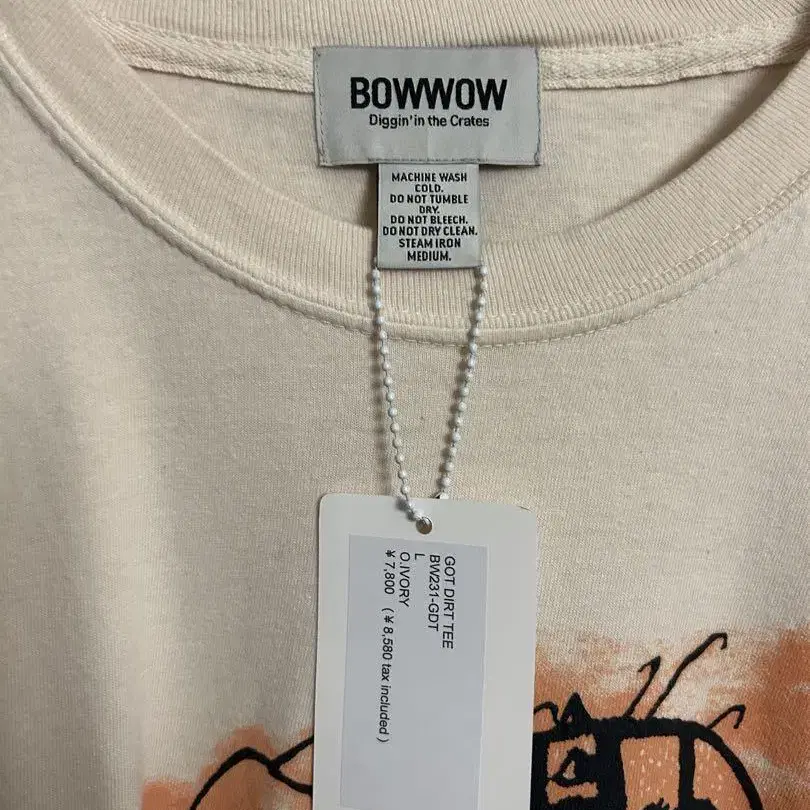 BOWWOW
Diggin' in the Crates
MACHINE WASH
COLD.
DO NOT TUMBLE
DRY.
DO NOT BLEECH.
DO NOT DRY CLEAN.
STEAM IRON
MEDIUM.
GOT DIRT TEE
BW231-GDT
L
O.IVORY
¥7,800 (¥8,580 tax included)